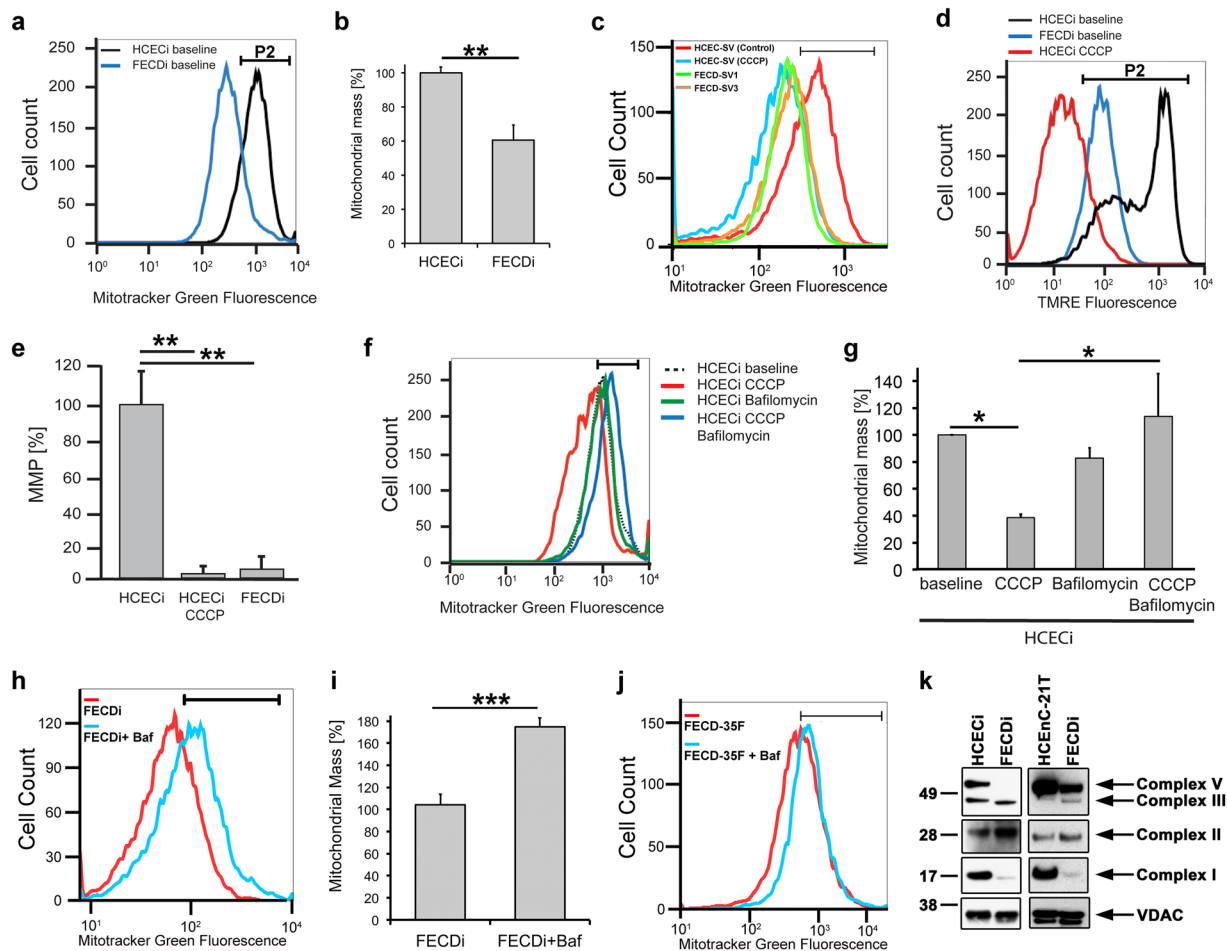 a
HCECi baseline
FECDi baseline
P2
Cell count
250
200
150
100
50
0
10⁰
10¹
10²
10³
10⁴
Mitotracker Green Fluorescence
b
**
Mitochondrial mass [%]
120
100
80
60
40
20
0
HCECi
FECDi
c
HCEC-SV (Control)
HCEC-SV (CCCP)
FECD-SV1
FECD-SV3
Cell Count
150
100
50
0
10¹
10²
10³
Mitotracker Green Fluorescence
d
HCECi baseline
FECDi baseline
HCECi CCCP
P2
Cell count
250
200
150
100
50
0
10⁰
10¹
10²
10³
10⁴
TMRE Fluorescence
e
**
**
MMP [%]
120
100
80
60
40
20
0
HCECi
HCECi
CCCP
FECDi
f
HCECi baseline
HCECi CCCP
HCECi Bafilomycin
HCECi CCCP
Bafilomycin
Cell count
250
200
150
100
50
0
10⁰
10¹
10²
10³
10⁴
Mitotracker Green Fluorescence
g
*
*
Mitochondrial mass [%]
140
120
100
80
60
40
20
0
baseline
CCCP
Bafilomycin
CCCP
Bafilomycin
HCECi
h
FECDi
FECDi+ Baf
Cell Count
120
90
60
30
0
10¹
10²
10³
10⁴
Mitotracker Green Fluorescence
i
***
Mitochondrial Mass [%]
180
160
140
120
100
80
60
40
20
0
FECDi
FECDi+Baf
j
FECD-35F
FECD-35F + Baf
Cell Count
150
100
50
0
10¹
10²
10³
10⁴
Mitotracker Green Fluorescence
k
HCECi
FECDi
HCEnC-21T
FECDi
49
28
17
38
Complex V
Complex III
Complex II
Complex I
VDAC